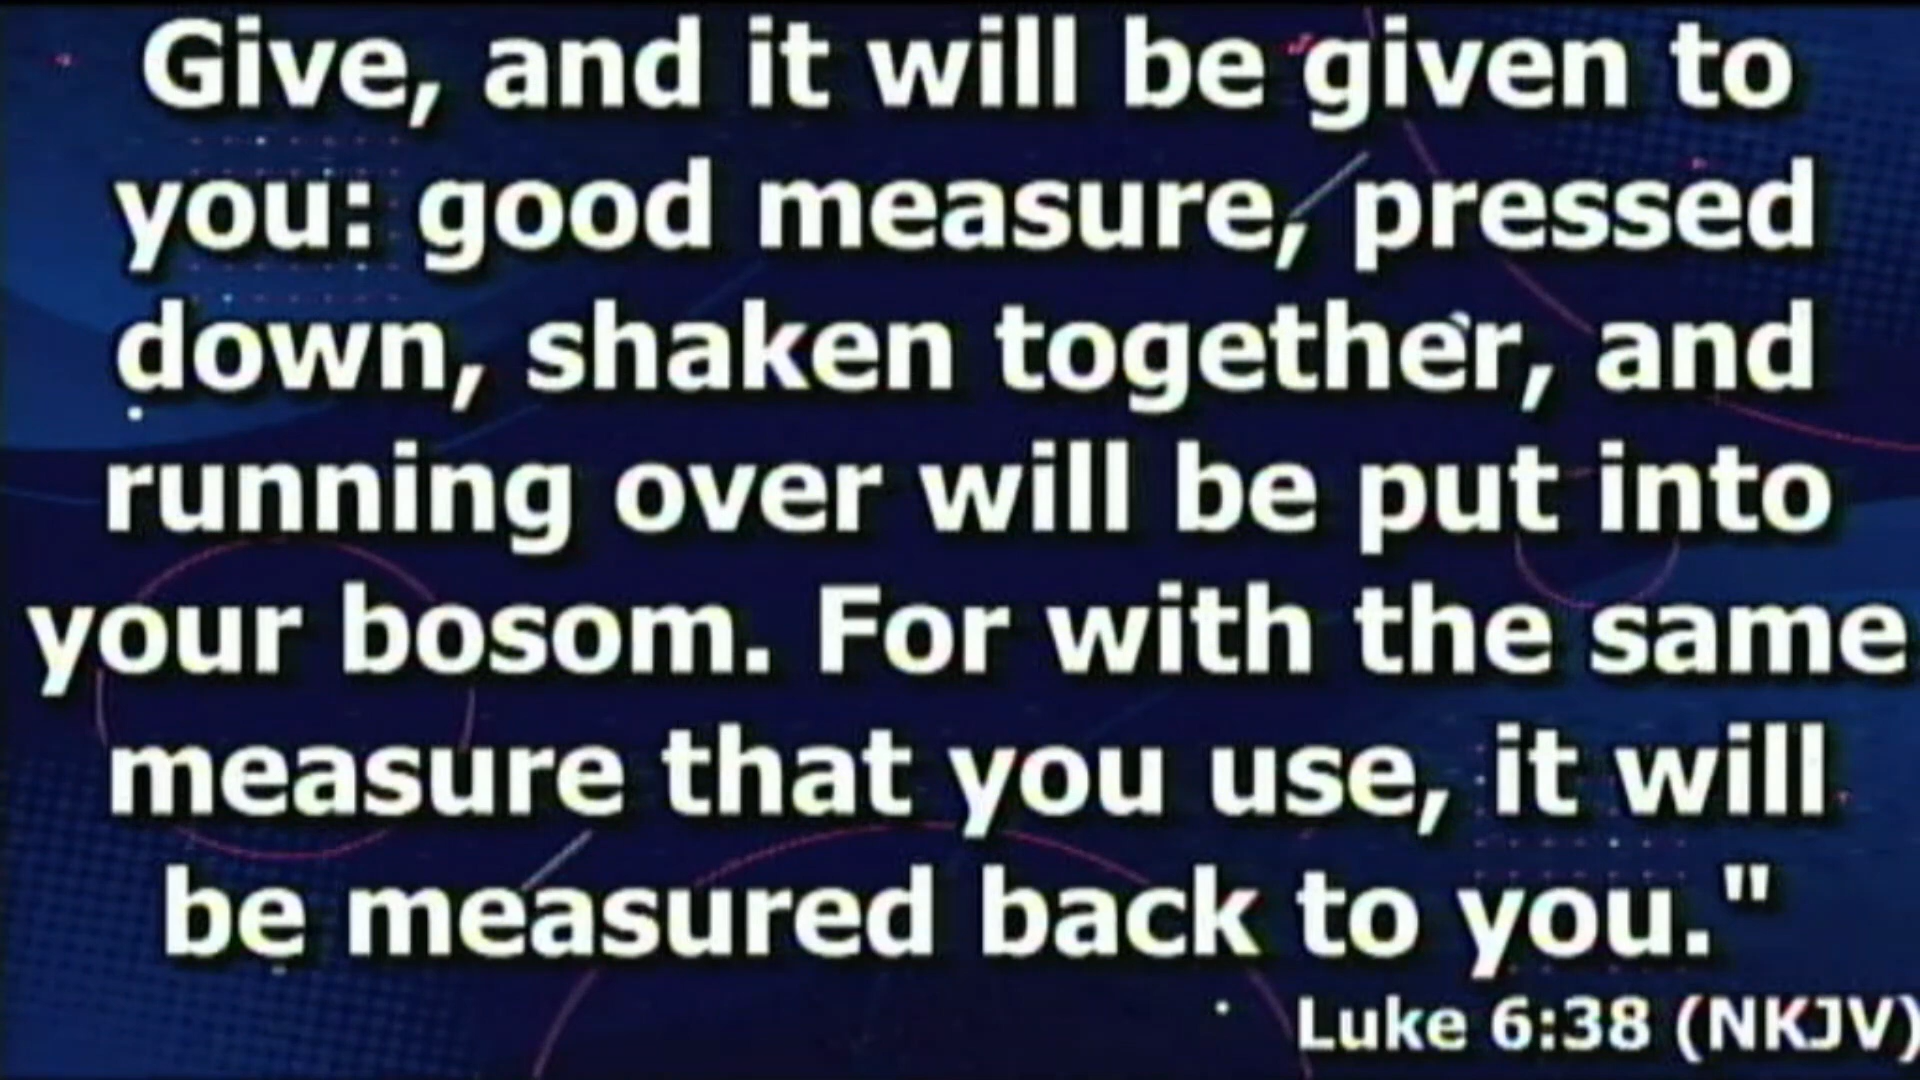 Give, and it will be given to
you: good measure, pressed
down, shaken together, and
running over will be put into
your bosom. For with the same
measure that you use, it will
be measured back to you."
Luke 6:38 (NKJV)